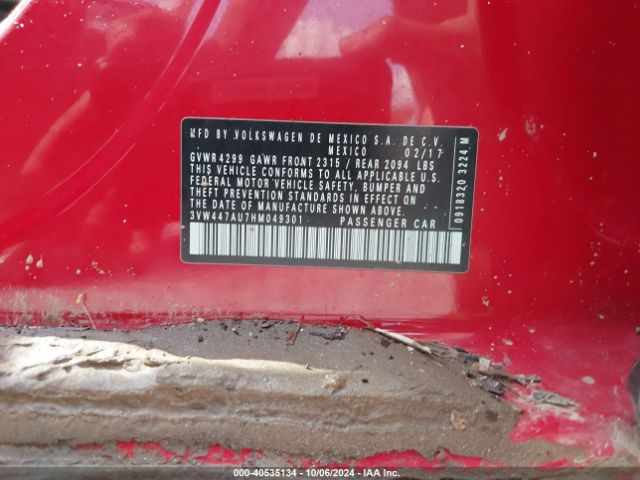 MFD BY VOLKSWAGEN DE MEXICO S.A. DE C.V.
MEXICO 02/17
GVWR 4299 GAWR FRONT 2315 / REAR 2094 LBS
THIS VEHICLE CONFORMS TO ALL APPLICABLE
FEDERAL MOTOR VEHICLE SAFETY, BUMPER AND
THEFT PREVENTION STANDARDS IN EFFECT ON
THE DATE OF MANUFACTURE SHOWN ABOVE.
3VW447AU7HM049301 PASSENGER CAR
0918320 3224 M
000-40535134 - 10/06/2024 - IAA Inc.